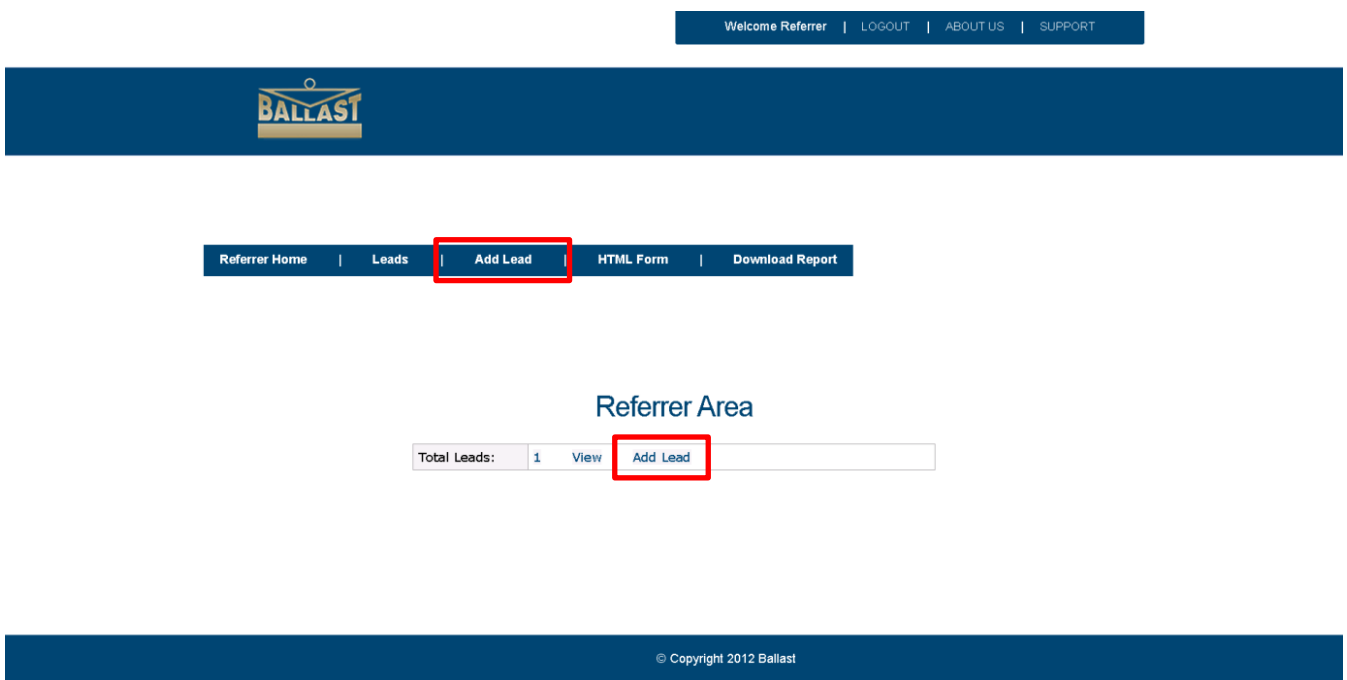 Welcome Referrer | LOGOUT | ABOUT US | SUPPORT
BALLAST
Referrer Home | Leads | Add Lead | HTML Form | Download Report
Referrer Area
Total Leads: 1 View Add Lead
© Copyright 2012 Ballast